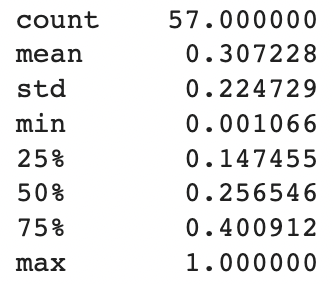 count 57.000000
mean 0.307228
std 0.224729
min 0.001066
25% 0.147455
50% 0.256546
75% 0.400912
max 1.000000